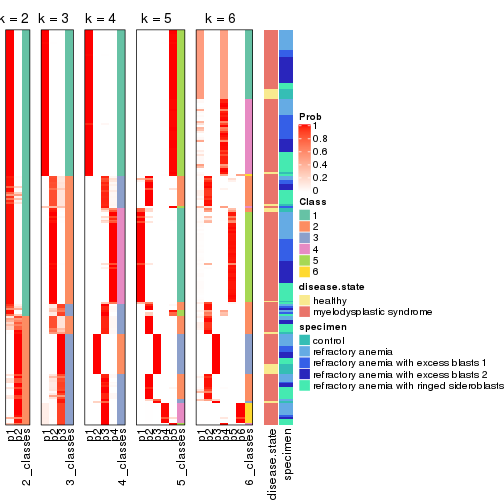 k = 2 k = 3 k = 4 k = 5 k = 6
Prob
1
0.8
0.6
0.4
0.2
0
Class
1
2
3
4
5
6
disease.state
healthy
myelodysplastic syndrome
specimen
control
refractory anemia
refractory anemia with excess blasts 1
refractory anemia with excess blasts 2
refractory anemia with ringed sideroblasts
p1
p2
2_classes
p1
p2
p3
3_classes
p1
p2
p3
p4
4_classes
p1
p2
p3
p4
p5
5_classes
p1
p2
p3
p4
p5
p6
6_classes
disease.state
specimen